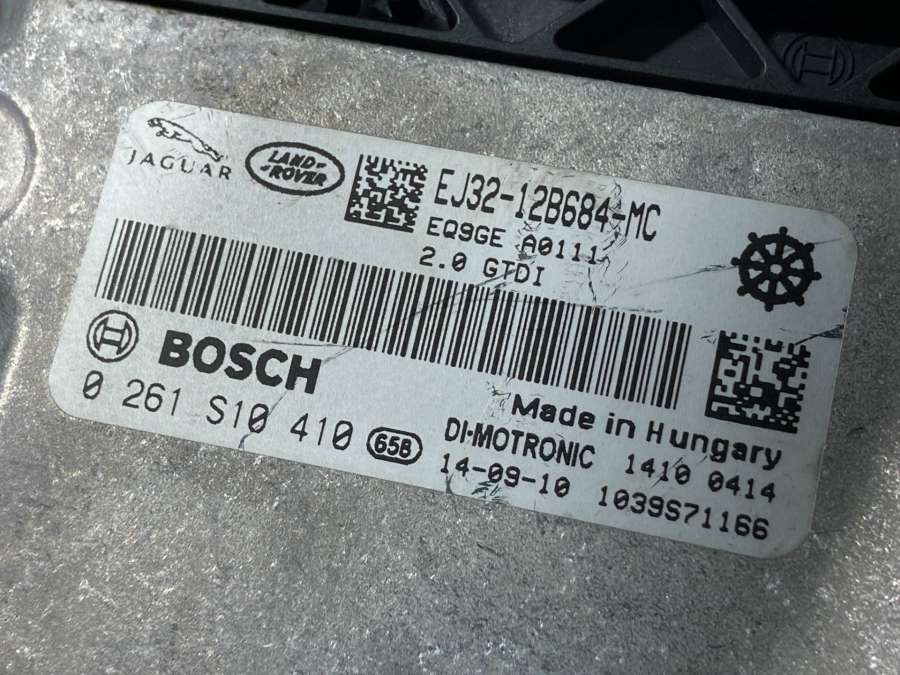 JAGUAR
LAND-
-ROVER
EJ32-12B684-MC
EQ9GE A0111
2.0 GTDI
BOSCH
0 261 S10 410 65B
Made in Hungary
DI-MOTRONIC 1410 0414
14-09-10 1039S71166